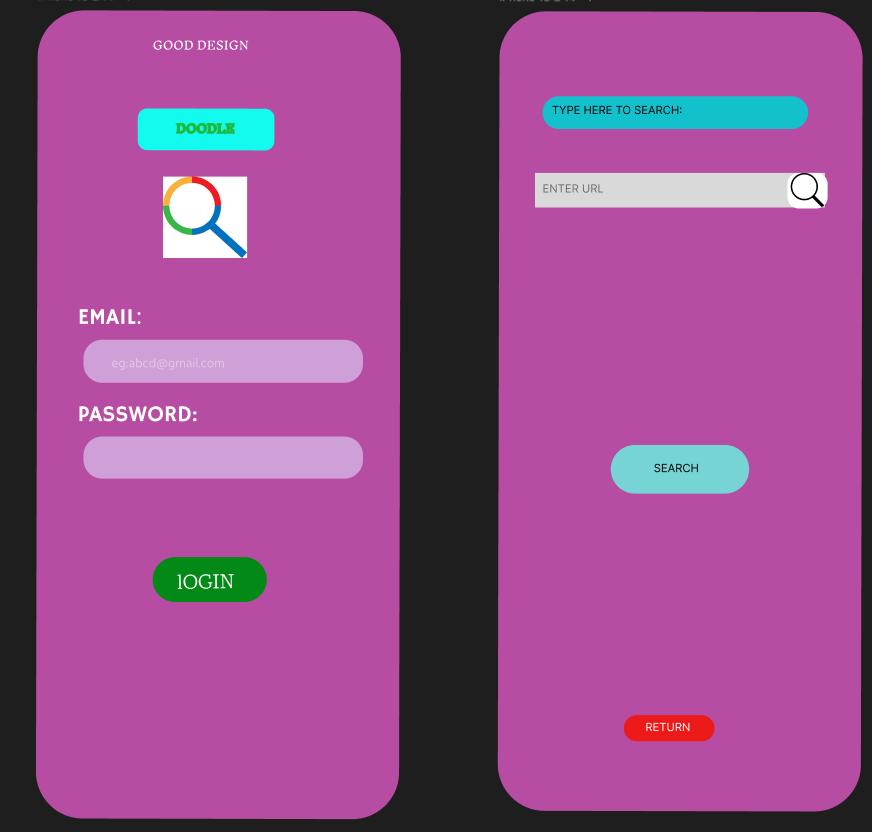 GOOD DESIGN
DOODLE
EMAIL:
eg:abcd@gmail.com
PASSWORD:
lOGIN
TYPE HERE TO SEARCH:
ENTER URL
SEARCH
RETURN